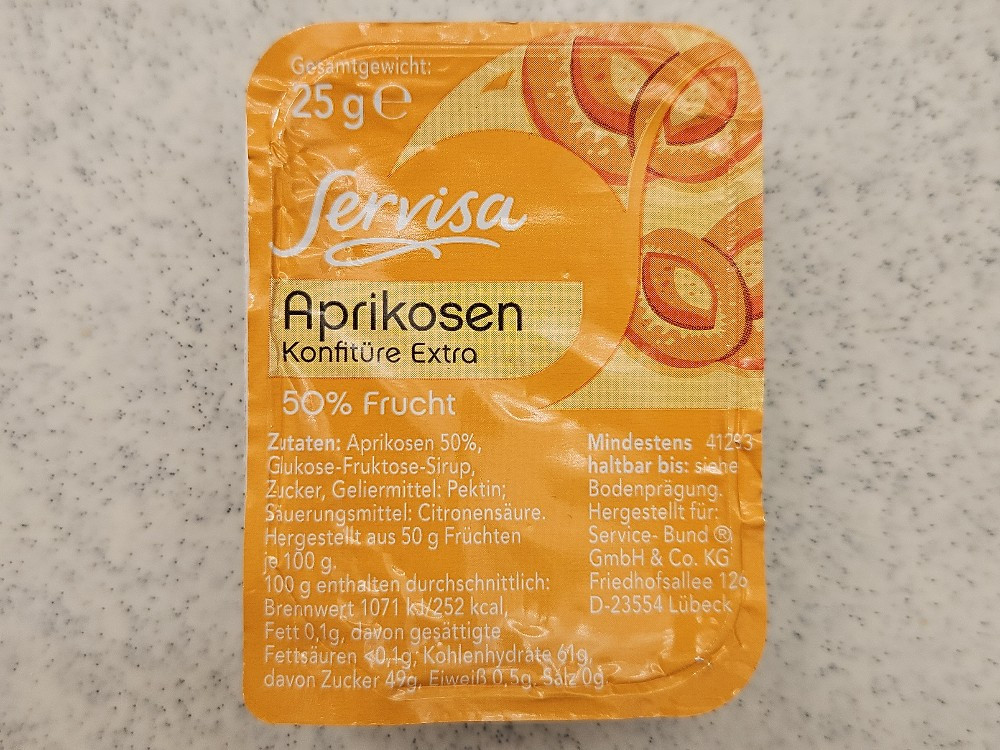 Gesamtgewicht:
25 g ℮
Servisa
Aprikosen
Konfitüre Extra
50% Frucht
Zutaten: Aprikosen 50%,
Glukose-Fruktose-Sirup,
Zucker, Geliermittel: Pektin;
Säuerungsmittel: Citronensäure.
Hergestellt aus 50 g Früchten
je 100 g.
100 g enthalten durchschnittlich:
Brennwert 1071 kJ/252 kcal,
Fett 0,1g, davon gesättigte
Fettsäuren <0,1g; Kohlenhydrate 61g,
davon Zucker 49g, Eiweiß 0,5g, Salz 0g.
Mindestens 41293
haltbar bis: siehe
Bodenprägung.
Hergestellt für:
Service- Bund ®
GmbH & Co. KG
Friedhofsallee 126
D-23554 Lübeck